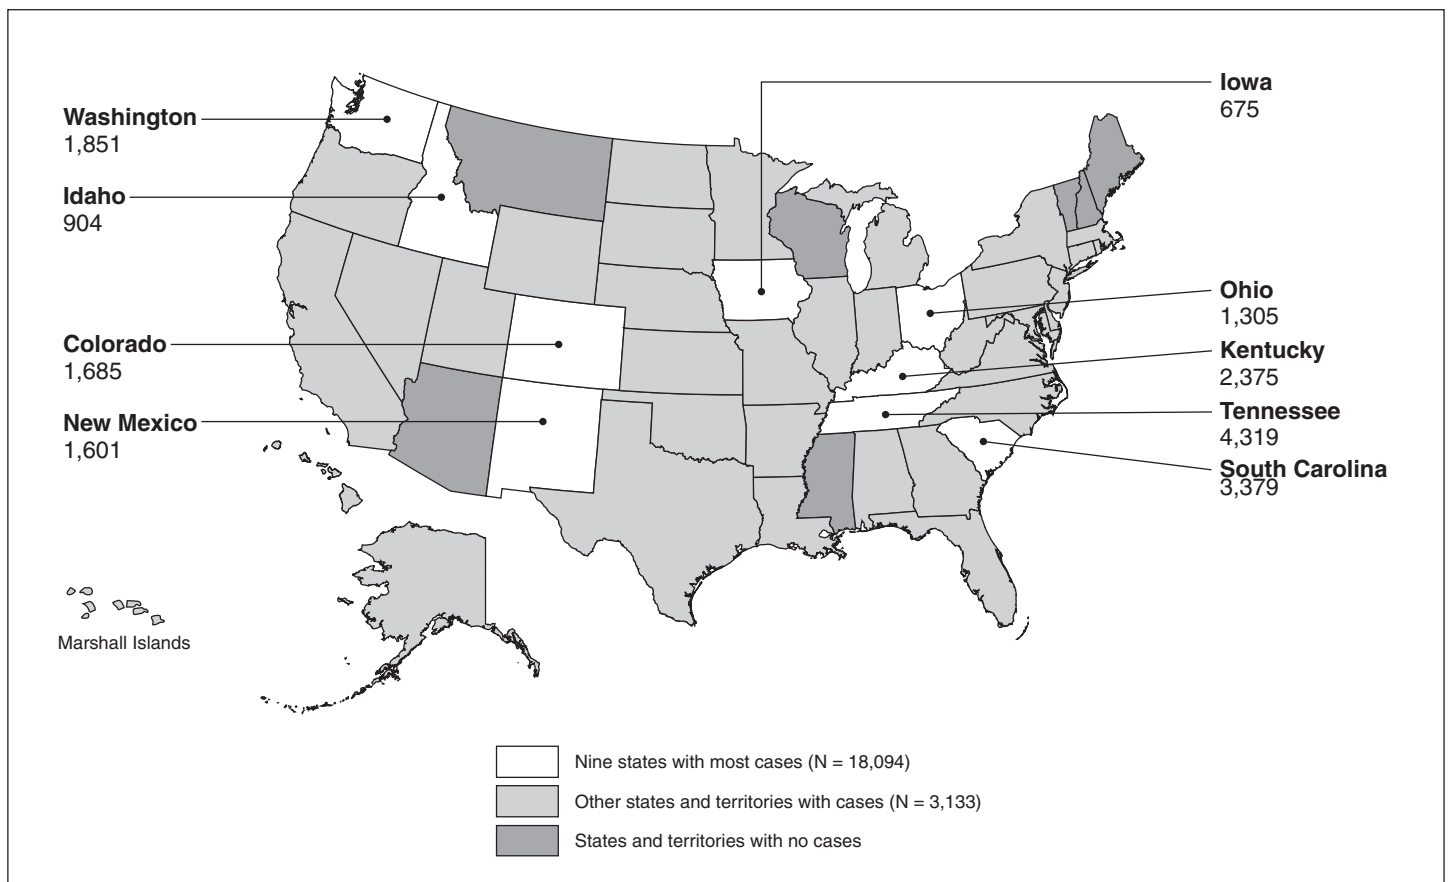 Washington
1,851
Idaho
904
Colorado
1,685
New Mexico
1,601
Iowa
675
Ohio
1,305
Kentucky
2,375
Tennessee
4,319
South Carolina
3,379
Marshall Islands
Nine states with most cases (N = 18,094)
Other states and territories with cases (N = 3,133)
States and territories with no cases